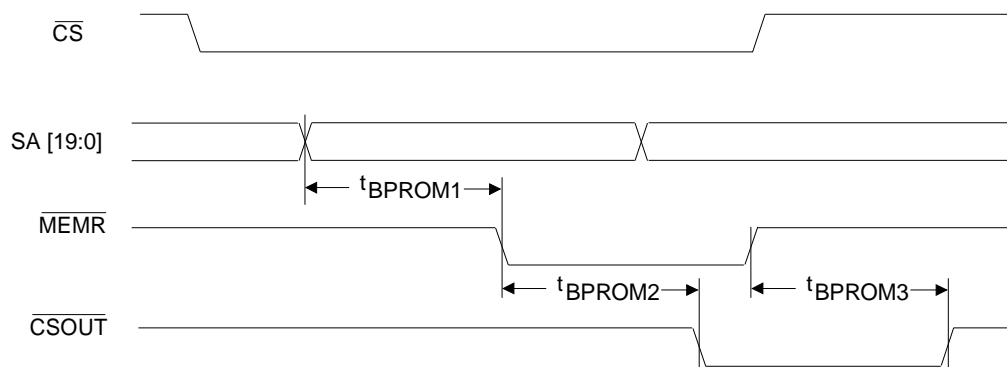 CS
SA [19:0]
tBPROM1
MEMR
tBPROM2
tBPROM3
CSOUT